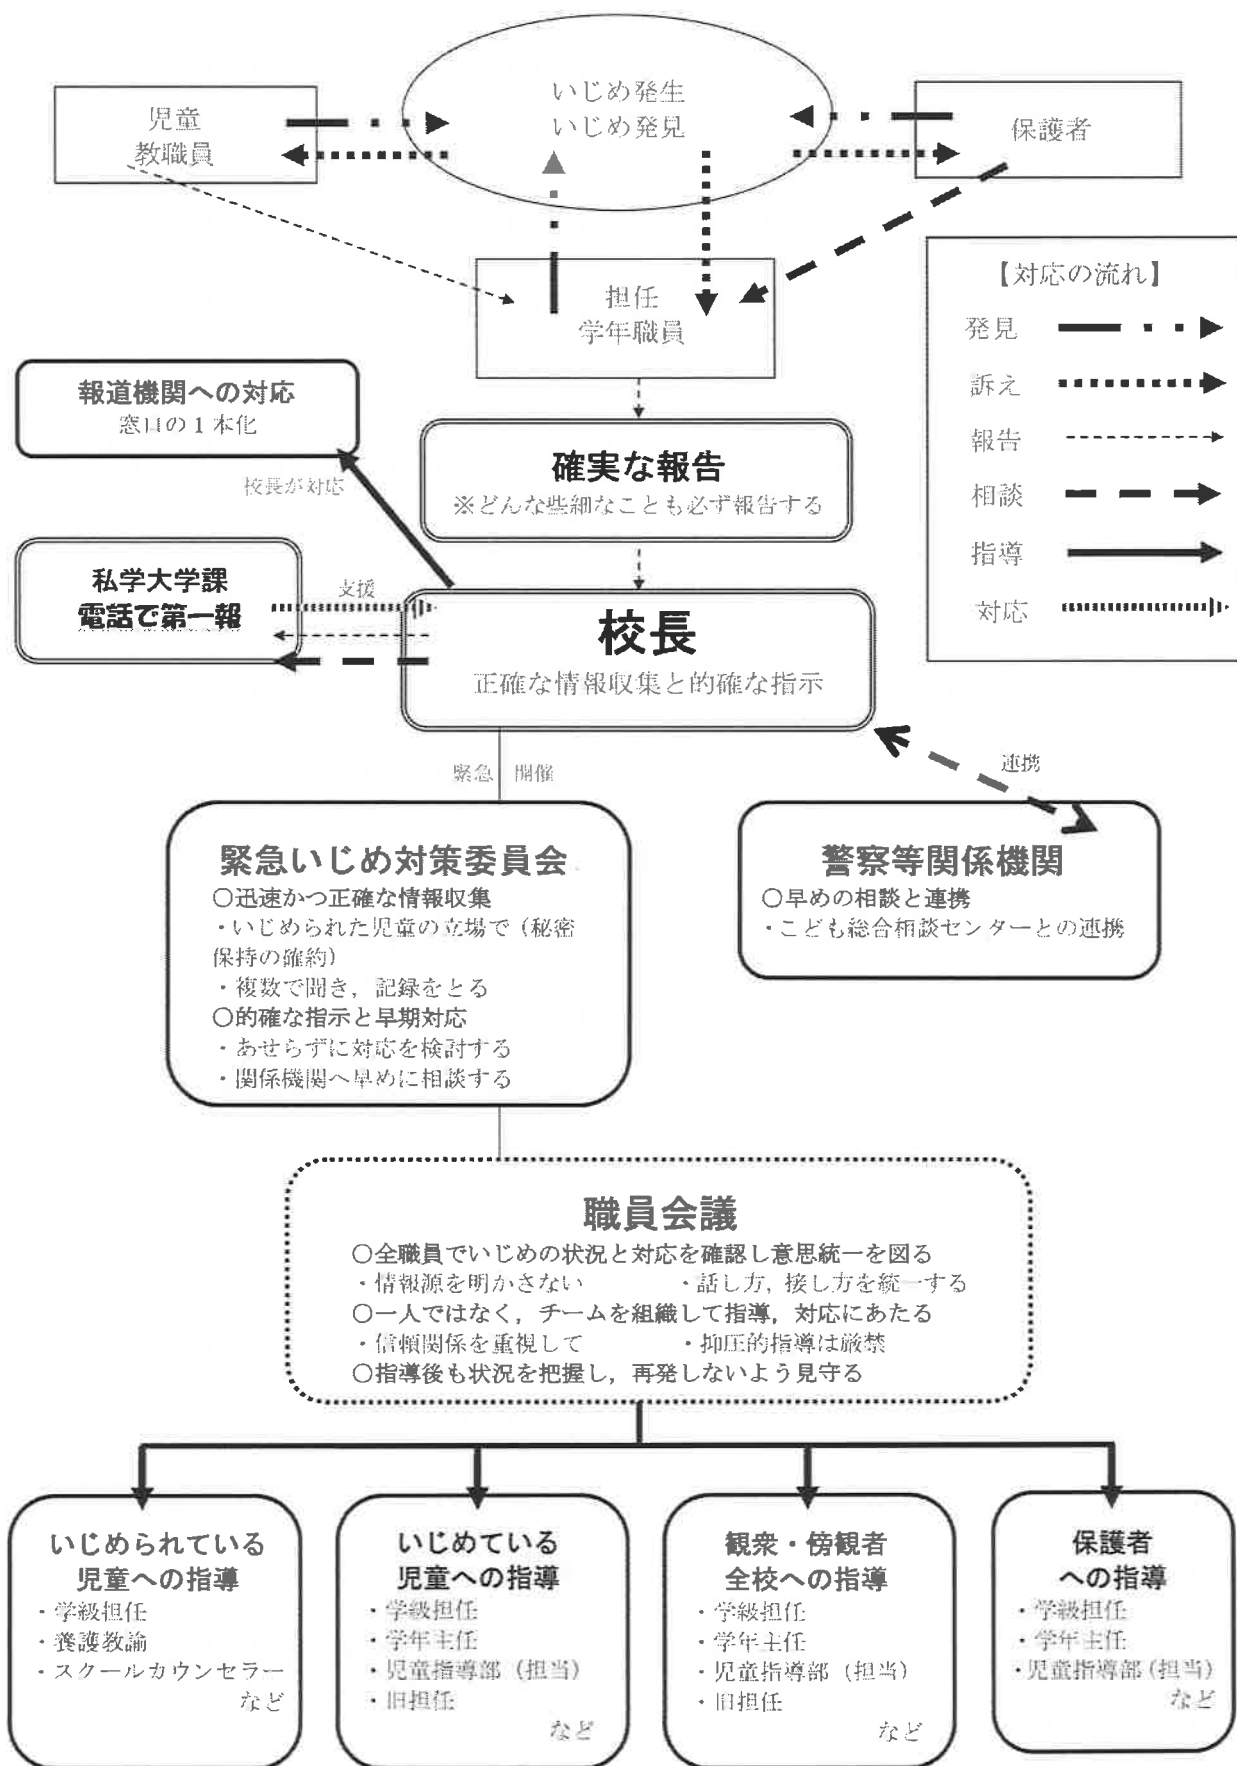 いじめ発生
いじめ発見
児童
教職員
保護者
担任
学年職員
【対応の流れ】
発見
訴え
報告
相談
指導
対応
報道機関への対応
窓口の1本化
校長が対応
確実な報告
※どんな些細なことも必ず報告する
私学大学課
電話で第一報
支援
校長
正確な情報収集と的確な指示
緊急 開催
連携
緊急いじめ対策委員会
○迅速かつ正確な情報収集
・いじめられた児童の立場で(秘密
保持の確約)
・複数で聞き,記録をとる
○的確な指示と早期対応
・あせらずに対応を検討する
・関係機関へ早めに相談する
警察等関係機関
○早めの相談と連携
・こども総合相談センターとの連携
職員会議
○全職員でいじめの状況と対応を確認し意思統一を図る
・情報源を明かさない ・話し方,接し方を統一する
○一人ではなく,チームを組織して指導,対応にあたる
・信頼関係を重視して ・抑圧的指導は厳禁
○指導後も状況を把握し,再発しないよう見守る
いじめられている
児童への指導
・学級担任
・養護教諭
・スクールカウンセラー
など
いじめている
児童への指導
・学級担任
・学年主任
・児童指導部(担当)
・旧担任
など
観衆・傍観者
全校への指導
・学級担任
・学年主任
・児童指導部(担当)
・旧担任
など
保護者
への指導
・学級担任
・学年主任
・児童指導部(担当)
など